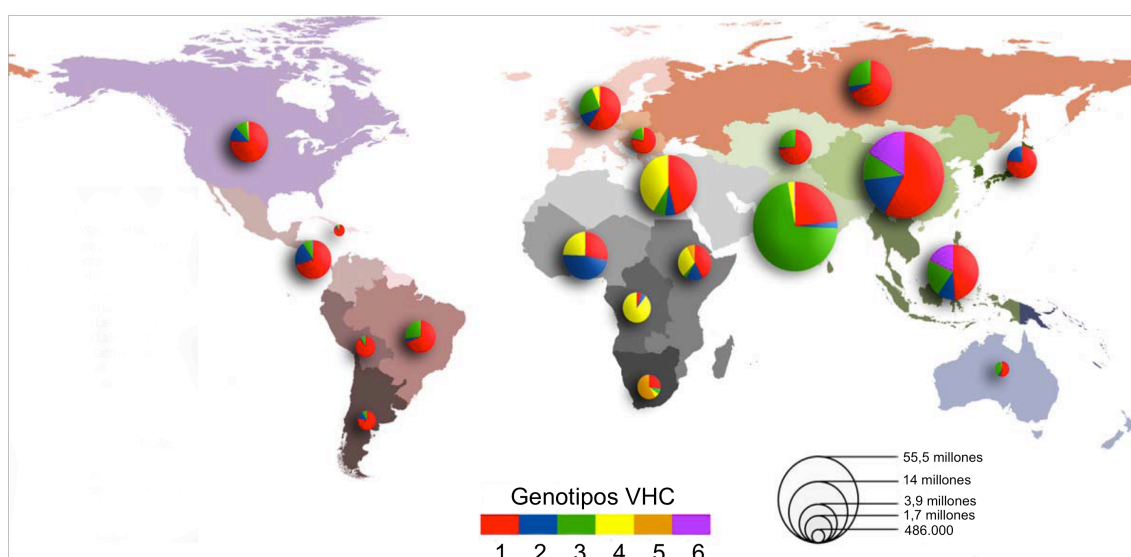 55,5 millones
14 millones
3,9 millones
1,7 millones
486.000
Genotipos VHC
1 2 3 4 5 6